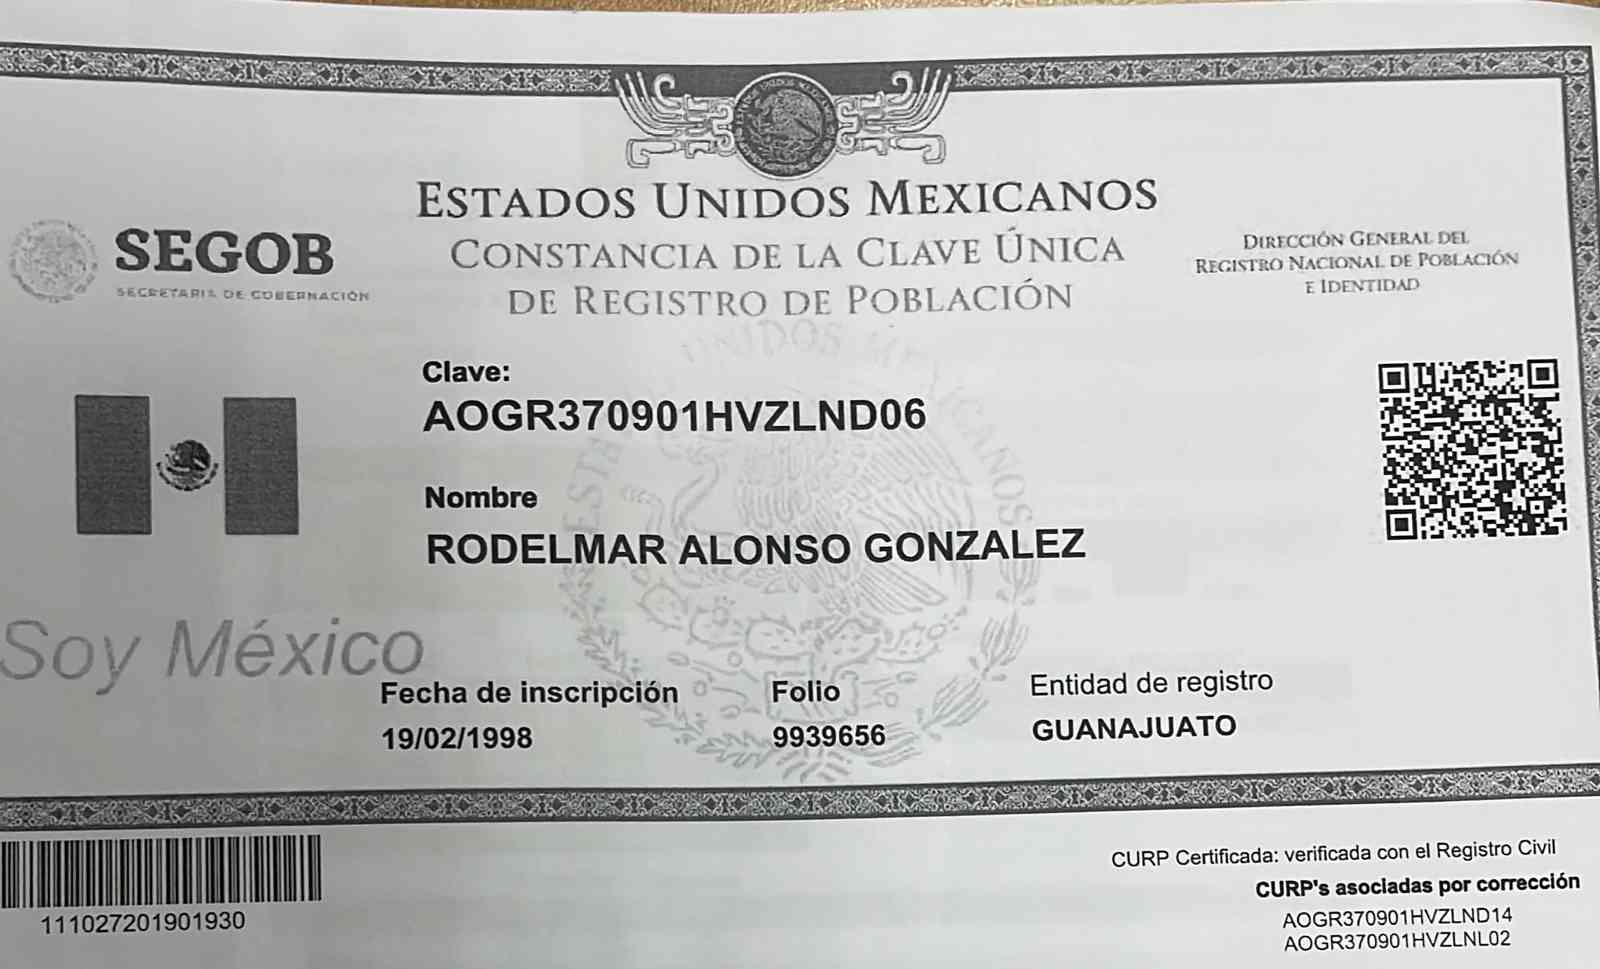 ESTADOS UNIDOS MEXICANOS
CONSTANCIA DE LA CLAVE ÚNICA
DE REGISTRO DE POBLACIÓN
SEGOB
SECRETARÍA DE GOBERNACIÓN
DIRECCIÓN GENERAL DEL
REGISTRO NACIONAL DE POBLACIÓN
E IDENTIDAD
Clave:
AOGR370901HVZLND06
Nombre
RODELMAR ALONSO GONZALEZ
Soy México
Fecha de inscripción
19/02/1998
Folio
9939656
Entidad de registro
GUANAJUATO
111027201901930
CURP Certificada: verificada con el Registro Civil
CURP's asociadas por corrección
AOGR370901HVZLND14
AOGR370901HVZLNL02